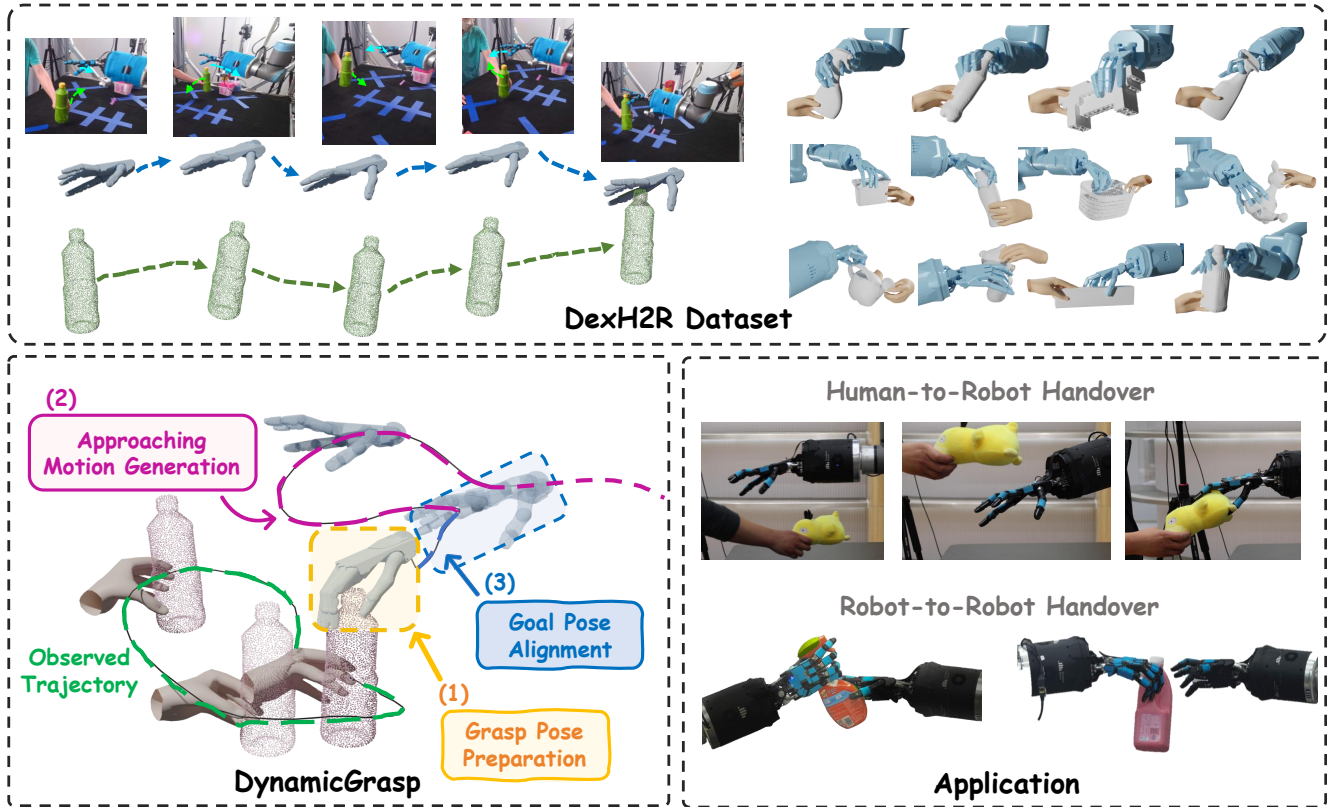 DexH2R Dataset
(2)
Approaching
Motion Generation
(3)
Goal Pose
Alignment
Observed
Trajectory
(1)
Grasp Pose
Preparation
DynamicGrasp
Human-to-Robot Handover
Robot-to-Robot Handover
Application